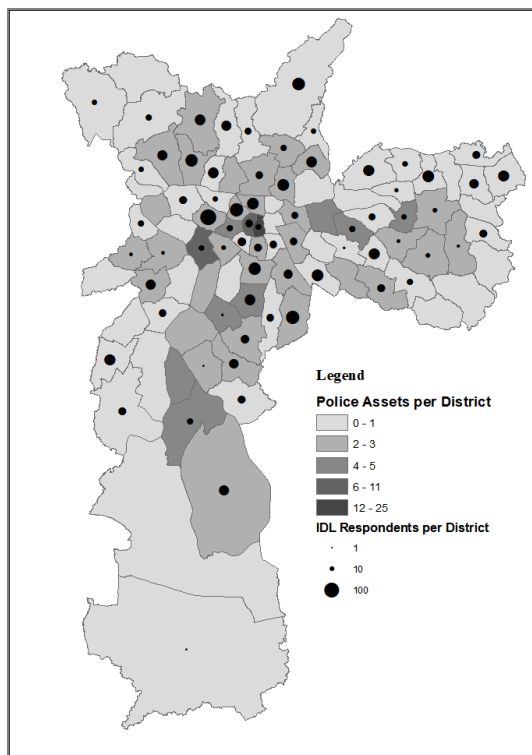 Legend
Police Assets per District
0 - 1
2 - 3
4 - 5
6 - 11
12 - 25
IDL Respondents per District
1
10
100